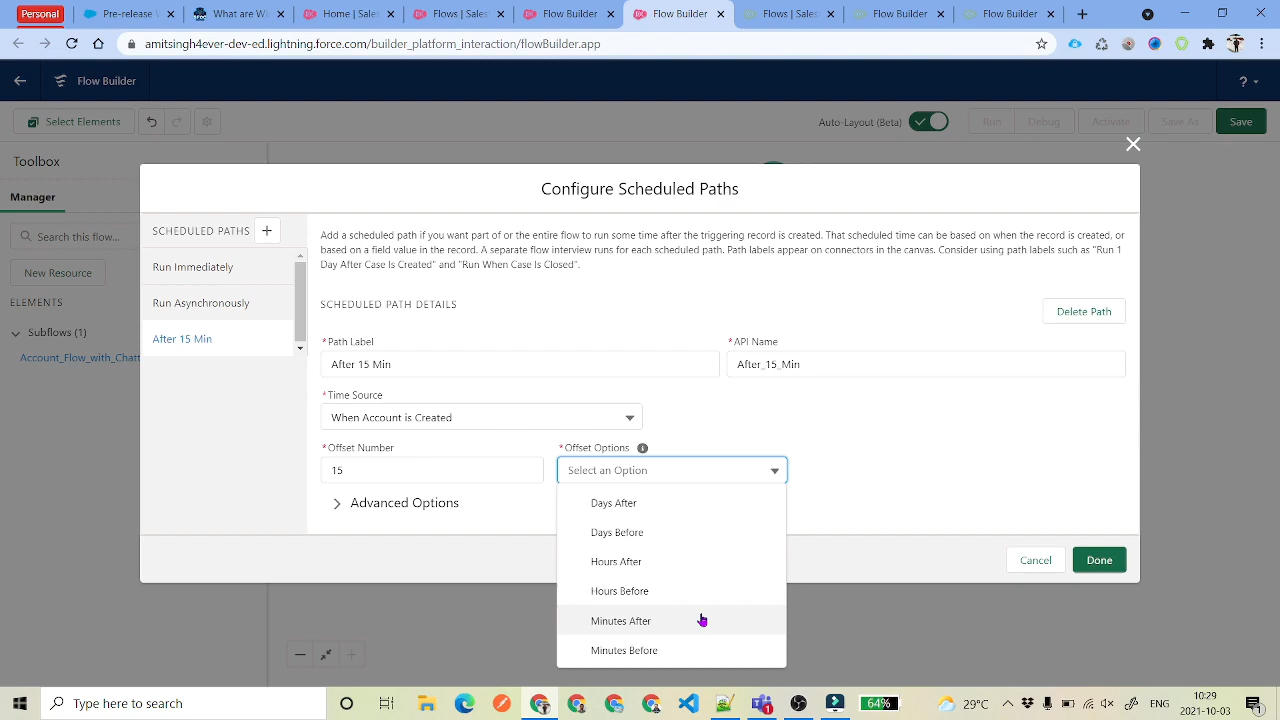 Personal
Pre-release
What are W
Home | Sales
Flows | Sales
Flow Builder
Flow Builder
Flows | Sales
Flow Builder
Flow Builder
amitsingh4ever-dev-ed.lightning.force.com/builder_platform_interaction/flowBuilder.app
Flow Builder
?
Select Elements
Auto-Layout (Beta)
Run
Debug
Activate
Save As
Save
Toolbox
Manager
Search this flow...
New Resource
ELEMENTS
Subflows (1)
Account_Flow_with_Chatt
Configure Scheduled Paths
SCHEDULED PATHS
Run Immediately
Run Asynchronously
After 15 Min
Add a scheduled path if you want part of or the entire flow to run some time after the triggering record is created. That scheduled time can be based on when the record is created, or
based on a field value in the record. A separate flow interview runs for each scheduled path. Path labels appear on connectors in the canvas. Consider using path labels such as "Run 1
Day After Case Is Created" and "Run When Case Is Closed".
SCHEDULED PATH DETAILS
Delete Path
*Path Label
*API Name
After 15 Min
After_15_Min
*Time Source
When Account is Created
*Offset Number
*Offset Options
15
Select an Option
Advanced Options
Days After
Days Before
Hours After
Hours Before
Minutes After
Minutes Before
Cancel
Done
Type here to search
64%
29°C
ENG
10:29
2021-10-03